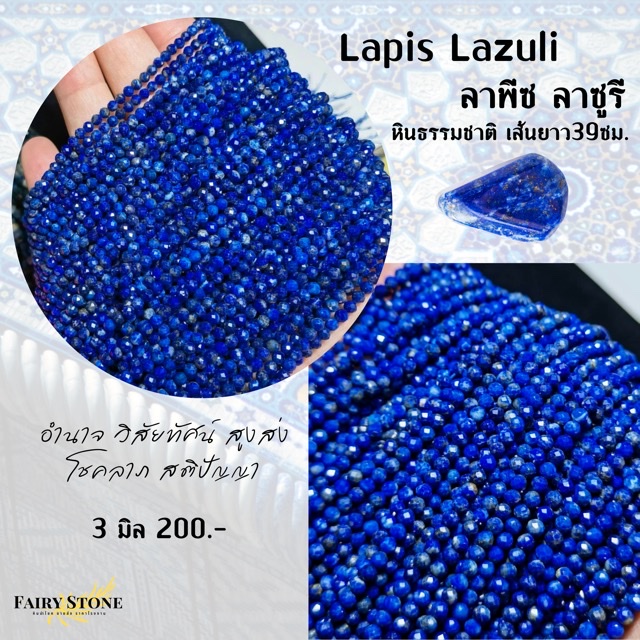 Lapis Lazuli
ลาพีซ ลาซูรี
หินธรรมชาติ เส้นยาว39ซม.
อำนาจ วิสัยทัศน์ สูงส่ง
โชคลาภ สติปัญญา
3 มิล 200.-
FAIRY STONE